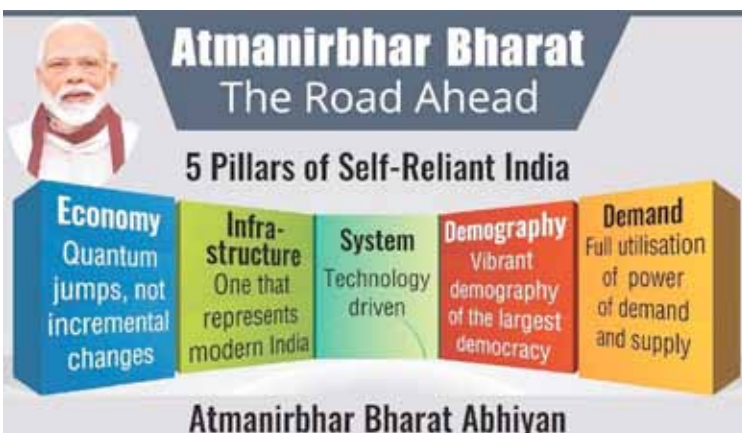 Atmanirbhar Bharat
The Road Ahead
5 Pillars of Self-Reliant India
Economy
Quantum
jumps, not
incremental
changes
Infra-
structure
One that
represents
modern India
System
Technology
driven
Demography
Vibrant
demography
of the largest
democracy
Demand
Full utilisation
of power
of demand
and supply
Atmanirbhar Bharat Abhiyan